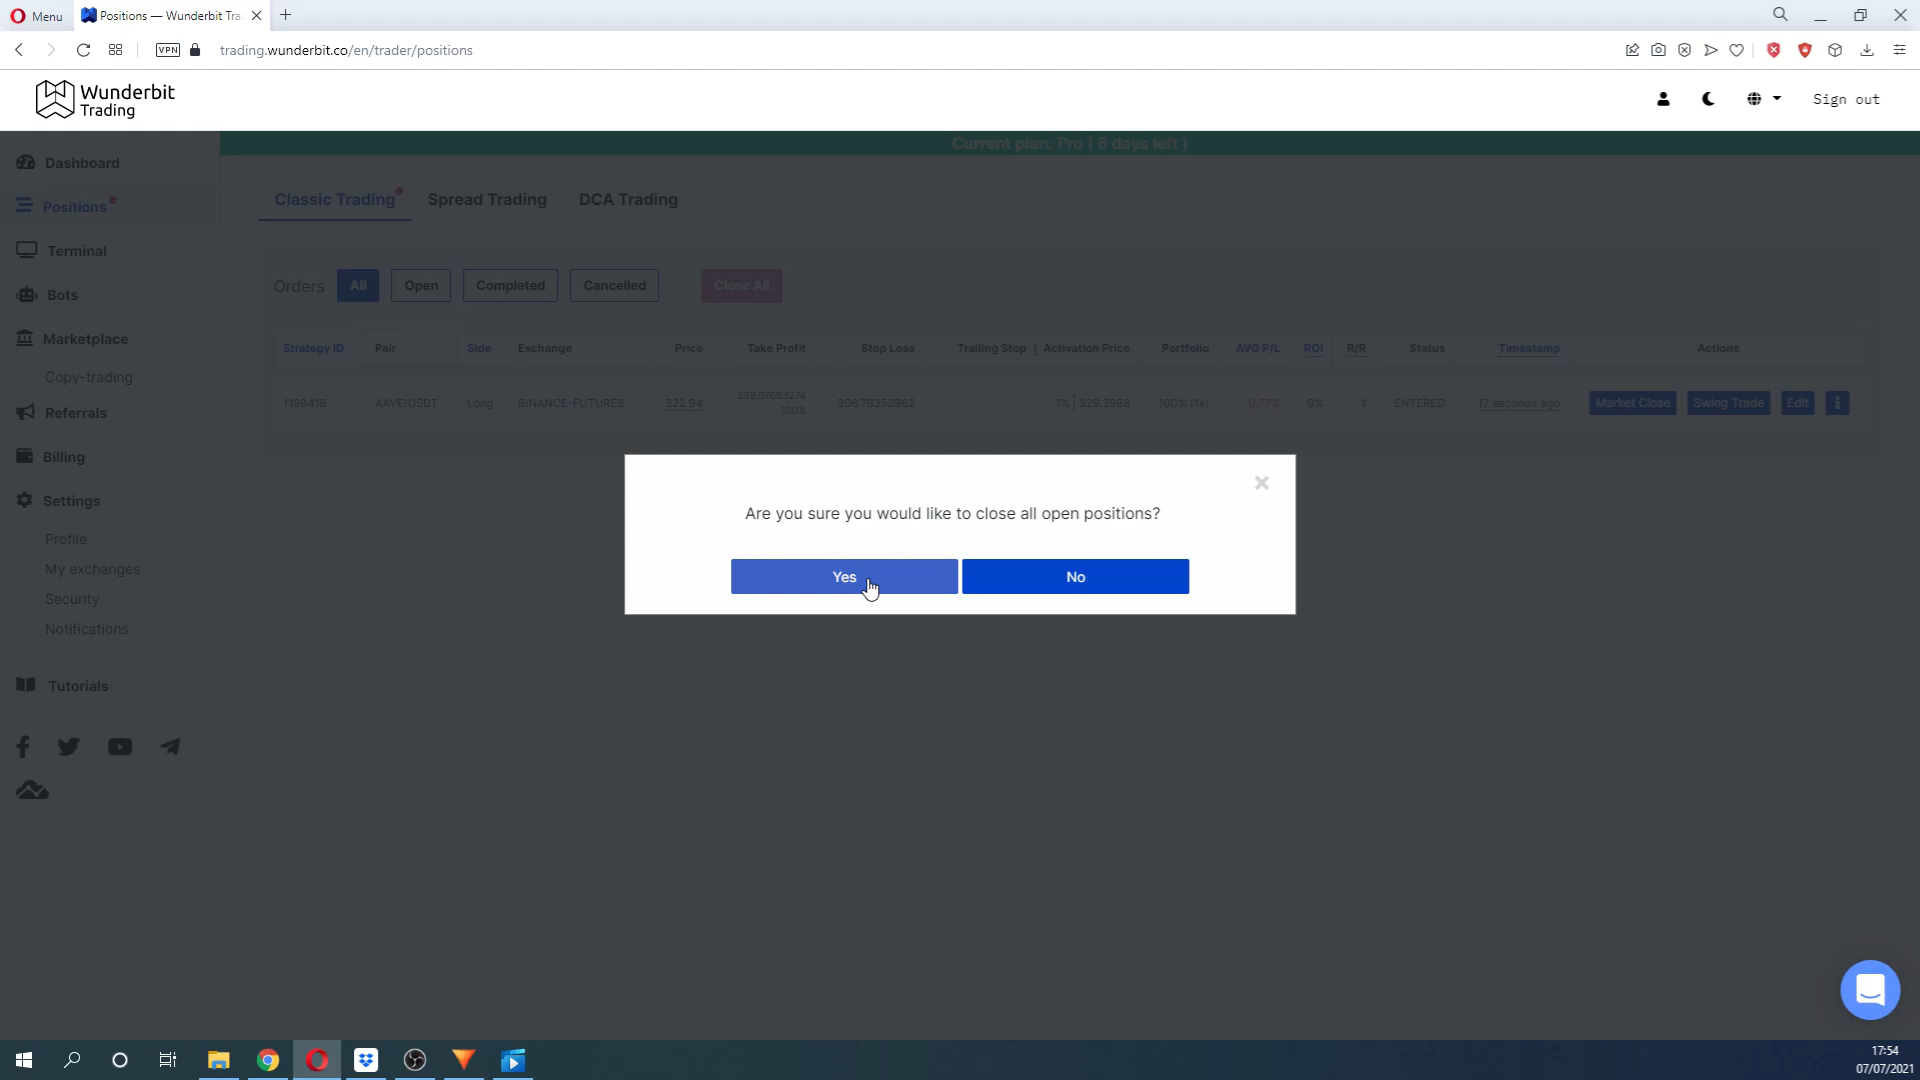 Menu
Positions — Wunderbit Tra
VPN
trading.wunderbit.co/en/trader/positions
Wunderbit
Trading
Sign out
Current plan: Pro ( 6 days left )
Dashboard
Positions
Terminal
Bots
Marketplace
Copy-trading
Referrals
Billing
Settings
Profile
My exchanges
Security
Notifications
Tutorials
Classic Trading Spread Trading DCA Trading
Orders All Open Completed Cancelled Close All
Strategy ID Pair Side Exchange Price Take Profit Stop Loss Trailing Stop ⋮ Activation Price Portfolio AVG P/L ROI R/R Status Timestamp Actions
1198418 AAVE/USDT Long BINANCE-FUTURES 322.94 339.07653274 306.78352962 1% | 329.3988 100% (1x) -0.77% 0% 1 ENTERED 17 seconds ago Market Close Swing Trade Edit i
100%
Are you sure you would like to close all open positions?
Yes No
17:54
07/07/2021